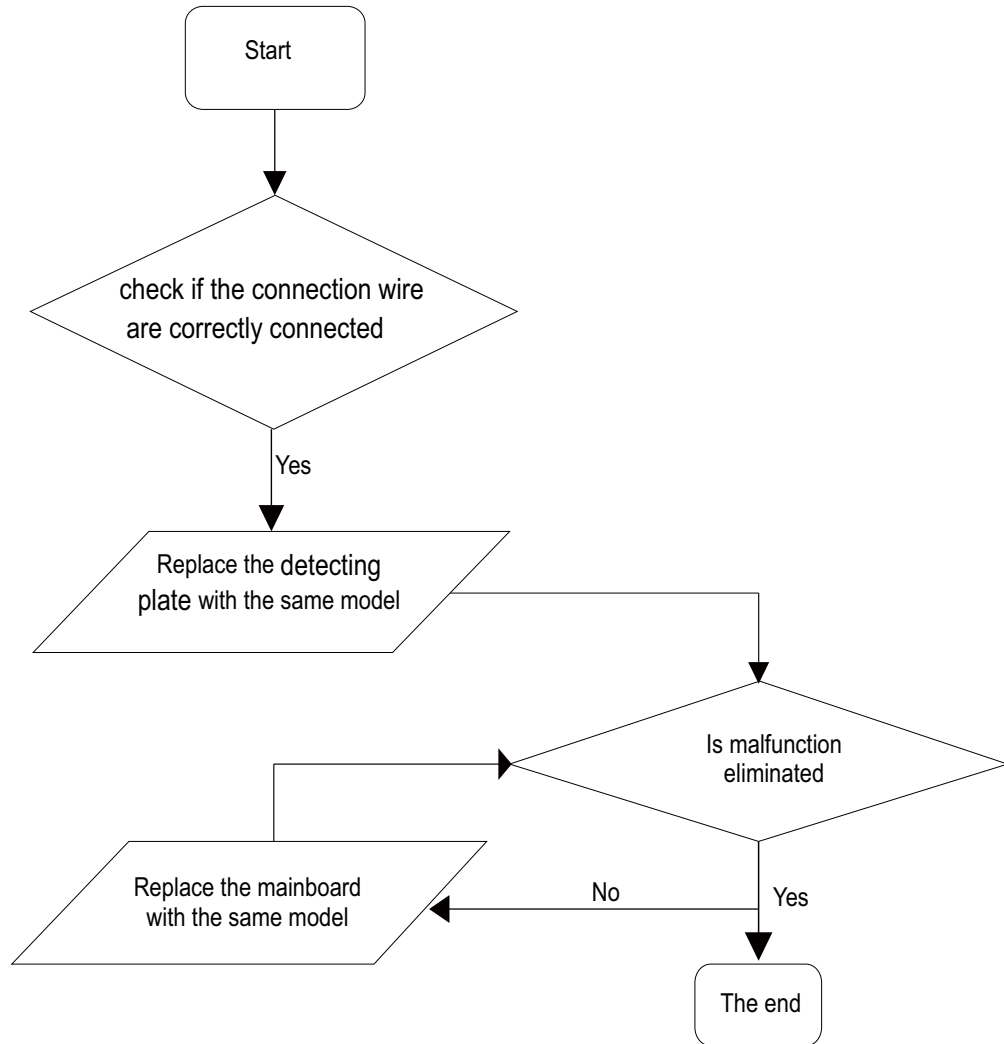 Start
check if the connection wire
are correctly connected
Yes
Replace the detecting
plate with the same model
Is malfunction
eliminated
Replace the mainboard
with the same model
No
Yes
The end